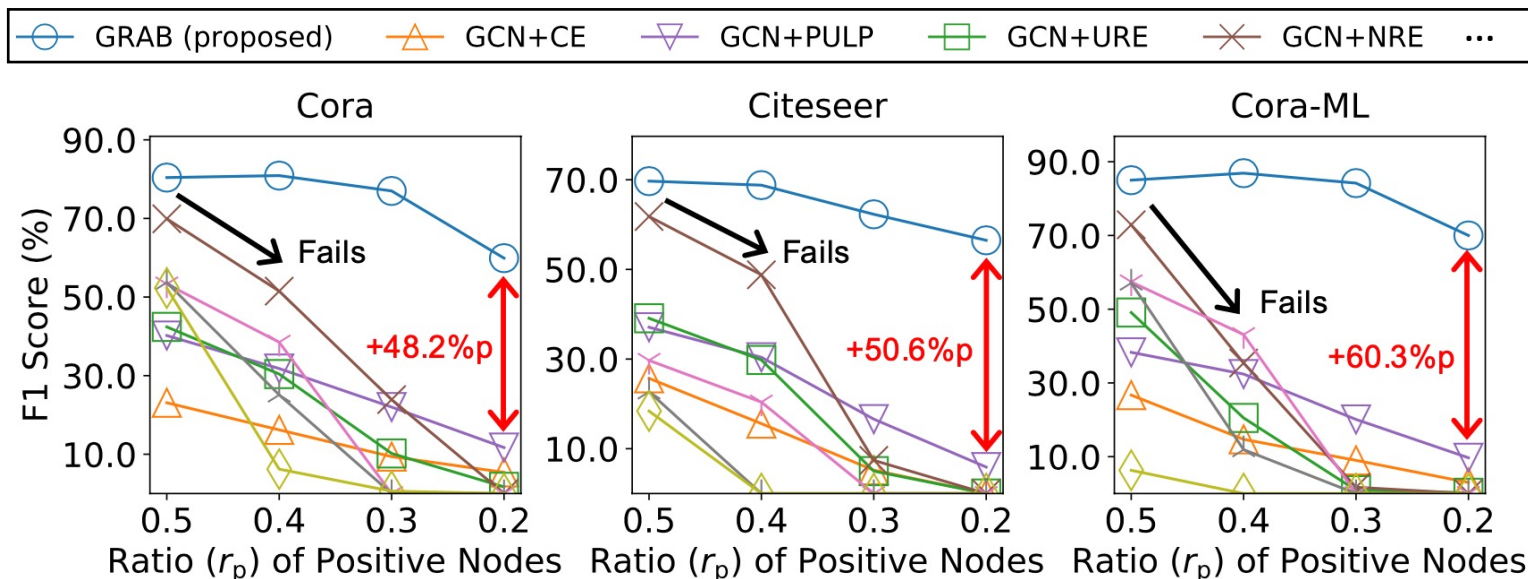 GRAB (proposed) GCN+CE GCN+PULP GCN+URE GCN+NRE ...
Cora
90.0
70.0
50.0
30.0
10.0
F1 Score (%)
Fails
+48.2%p
0.5 0.4 0.3 0.2
Ratio (rp) of Positive Nodes
Citeseer
70.0
50.0
30.0
10.0
Fails
+50.6%p
0.5 0.4 0.3 0.2
Ratio (rp) of Positive Nodes
Cora-ML
90.0
70.0
50.0
30.0
10.0
Fails
+60.3%p
0.5 0.4 0.3 0.2
Ratio (rp) of Positive Nodes